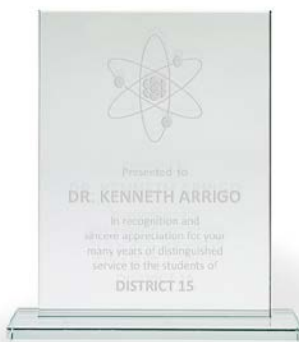 Presented to
DR. KENNETH ARRIGO
In recognition and
sincere appreciation for your
many years of distinguished
service to the students of
DISTRICT 15